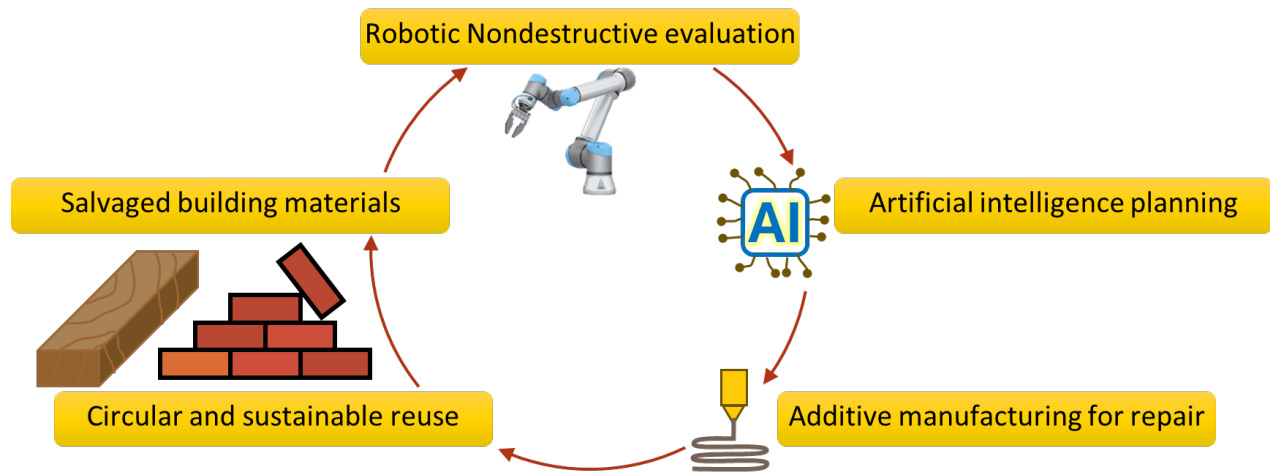 Robotic Nondestructive evaluation
Salvaged building materials
AI
Artificial intelligence planning
Circular and sustainable reuse
Additive manufacturing for repair